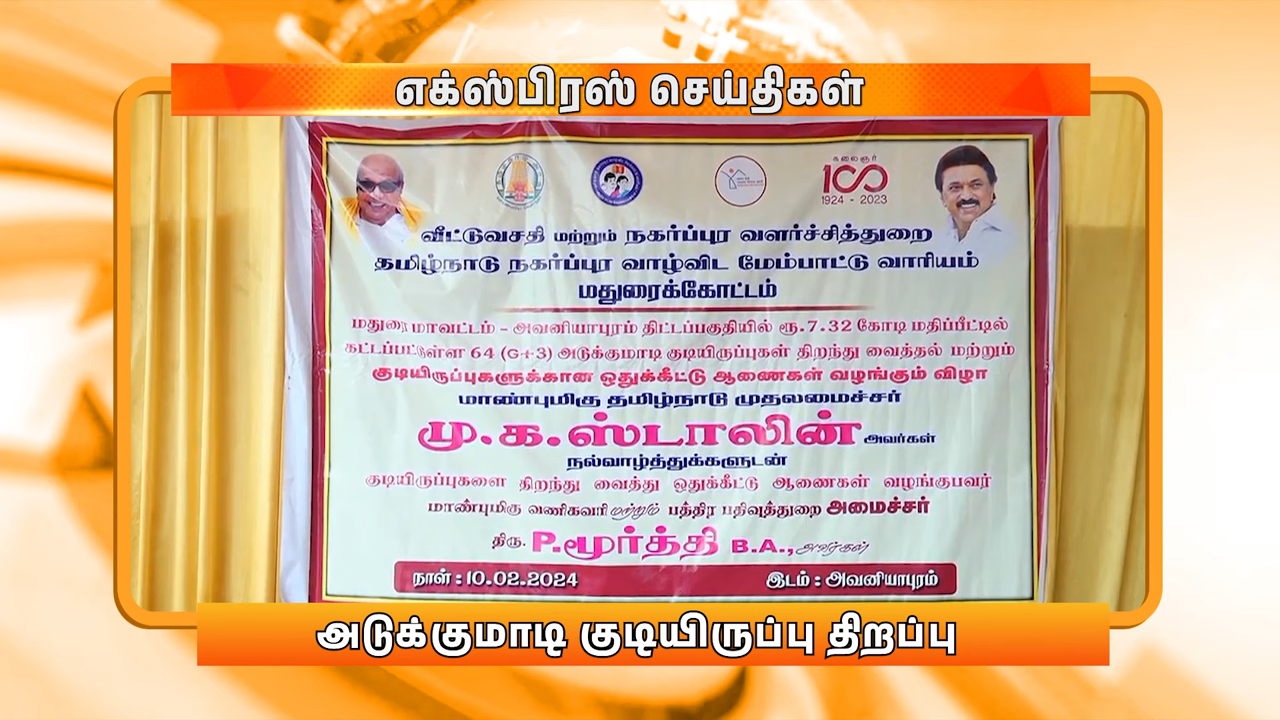 எக்ஸ்பிரஸ் செய்திகள்
கலைஞர்
100
1924 - 2023
வீட்டுவசதி மற்றும் நகர்ப்புர வளர்ச்சித்துறை
தமிழ்நாடு நகர்ப்புர வாழ்விட மேம்பாட்டு வாரியம்
மதுரைக்கோட்டம்
மதுரை மாவட்டம் - அவனியாபுரம் திட்டப்பகுதியில் ரூ.7.32 கோடி மதிப்பீட்டில்
கட்டப்பட்டுள்ள 64 (G+3) அடுக்குமாடி குடியிருப்புகள் திறந்து வைத்தல் மற்றும்
குடியிருப்புகளுக்கான ஒதுக்கீட்டு ஆணைகள் வழங்கும் விழா
மாண்புமிகு தமிழ்நாடு முதலமைச்சர்
மு.க.ஸ்டாலின் அவர்கள்
நல்வாழ்த்துக்களுடன்
குடியிருப்புகளை திறந்து வைத்து ஒதுக்கீட்டு ஆணைகள் வழங்குபவர்
மாண்புமிகு வணிகவரி மற்றும் பத்திர பதிவுத்துறை அமைச்சர்
திரு. P.மூர்த்தி B.A., அவர்கள்
நாள் : 10.02.2024 இடம் : அவனியாபுரம்
அடுக்குமாடி குடியிருப்பு திறப்பு